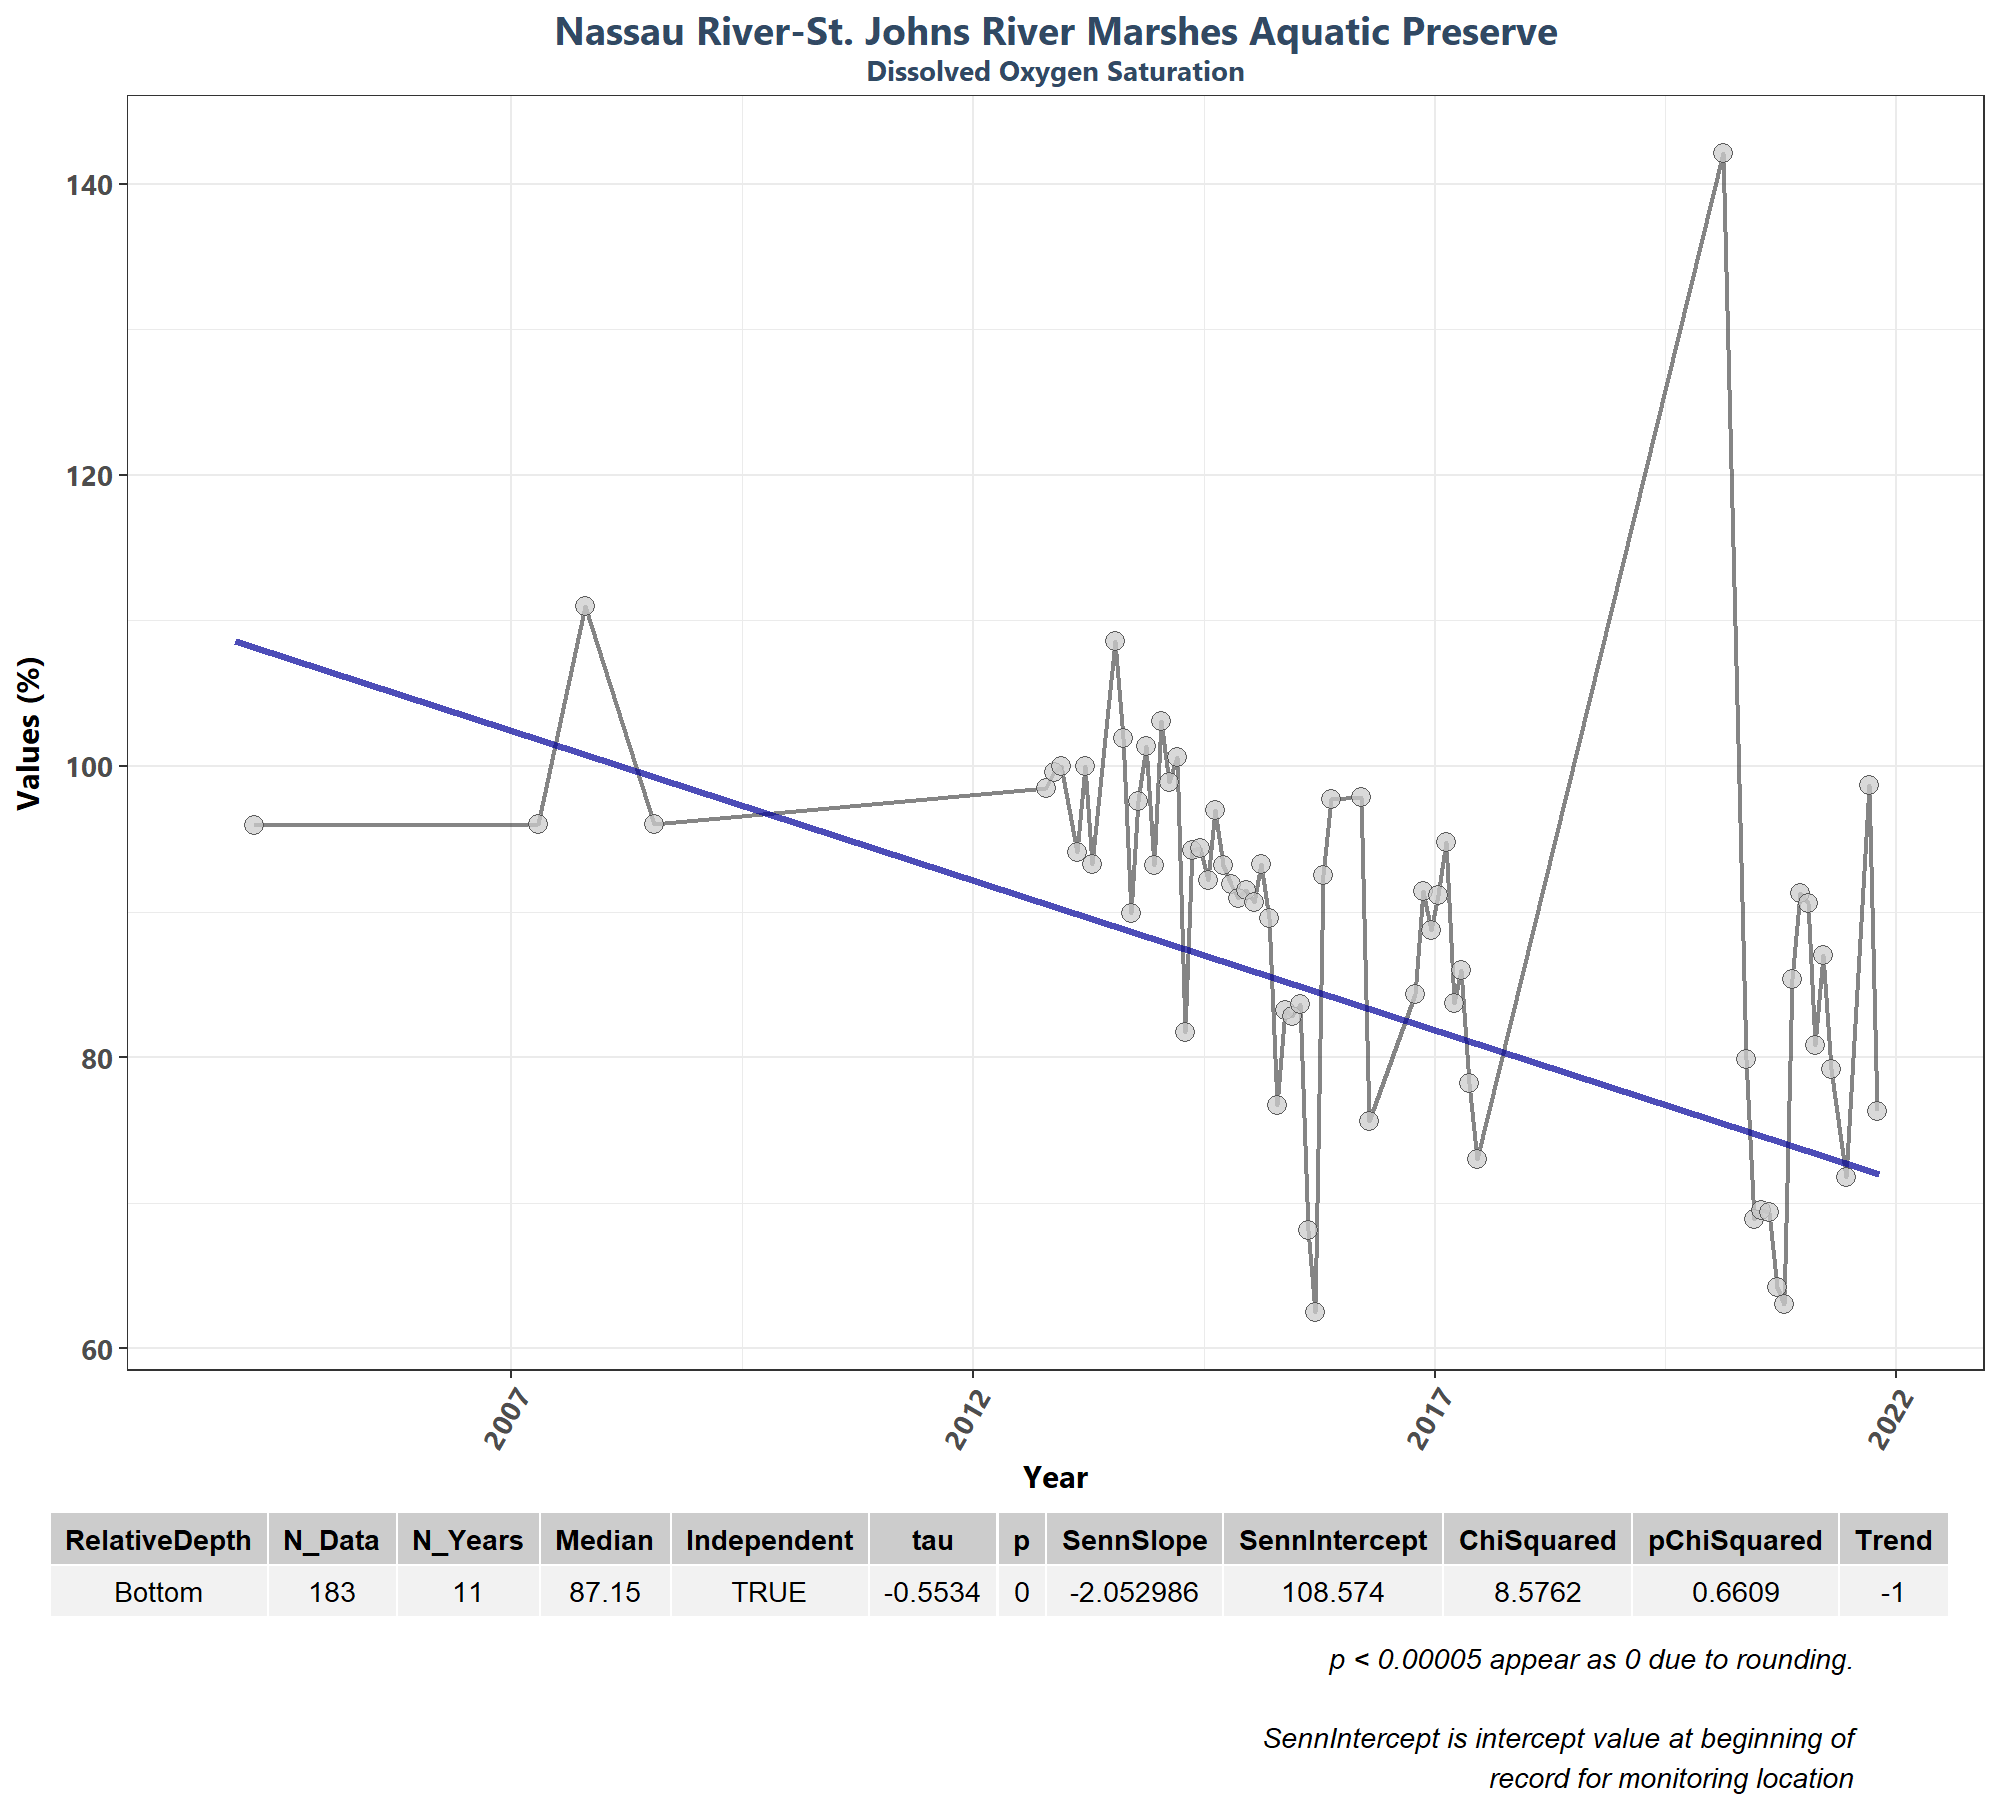 Nassau River-St. Johns River Marshes Aquatic Preserve
Dissolved Oxygen Saturation
140
120
100
80
60
Values (%)
2007
2012
2017
2022
Year
RelativeDepth N_Data N_Years Median Independent tau p SennSlope SennIntercept ChiSquared pChiSquared Trend
Bottom 183 11 87.15 TRUE -0.5534 0 -2.052986 108.574 8.5762 0.6609 -1
p < 0.00005 appear as 0 due to rounding.
SennIntercept is intercept value at beginning of
record for monitoring location